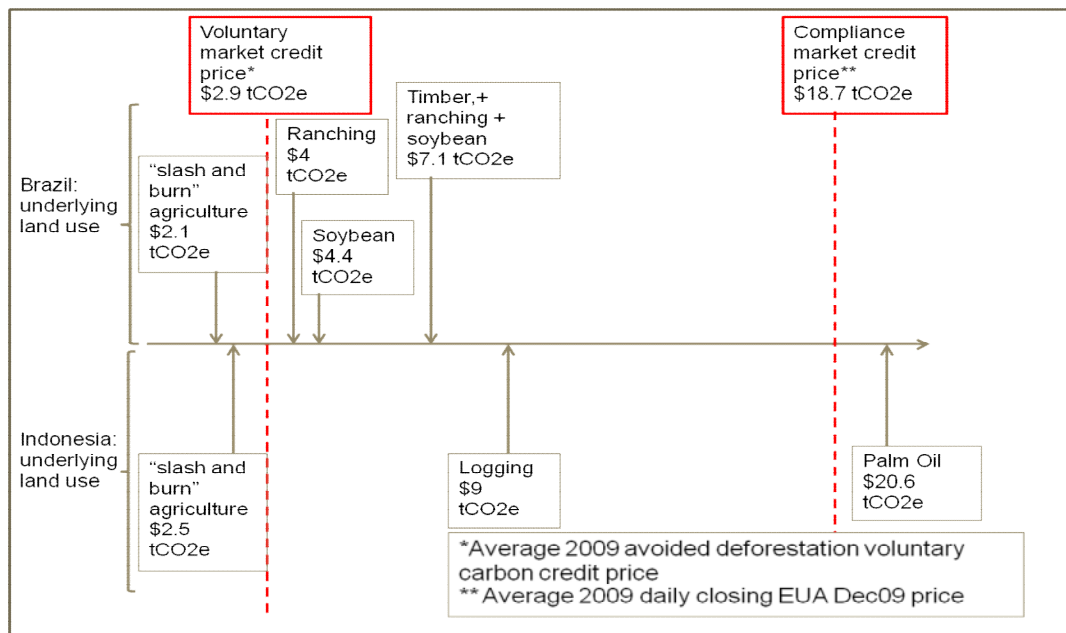 Voluntary
market credit
price*
$2.9 tCO2e
Compliance
market credit
price**
$18.7 tCO2e
Timber,+
ranching +
soybean
$7.1 tCO2e
Ranching
$4
tCO2e
"slash and
burn"
agriculture
$2.1
tCO2e
Brazil:
underlying
land use
Soybean
$4.4
tCO2e
Indonesia:
underlying
land use
"slash and
burn"
agriculture
$2.5
tCO2e
Logging
$9
tCO2e
Palm Oil
$20.6
tCO2e
*Average 2009 avoided deforestation voluntary
carbon credit price
**Average 2009 daily closing EUA Dec09 price